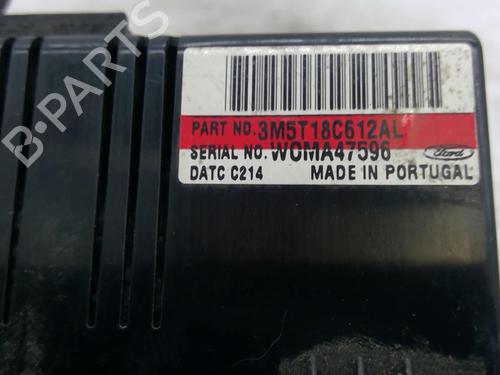 PART NO. 3M5T18C612AL
SERIAL NO. WOMA47596
Ford
DATC C214 MADE IN PORTUGAL
B PARTS